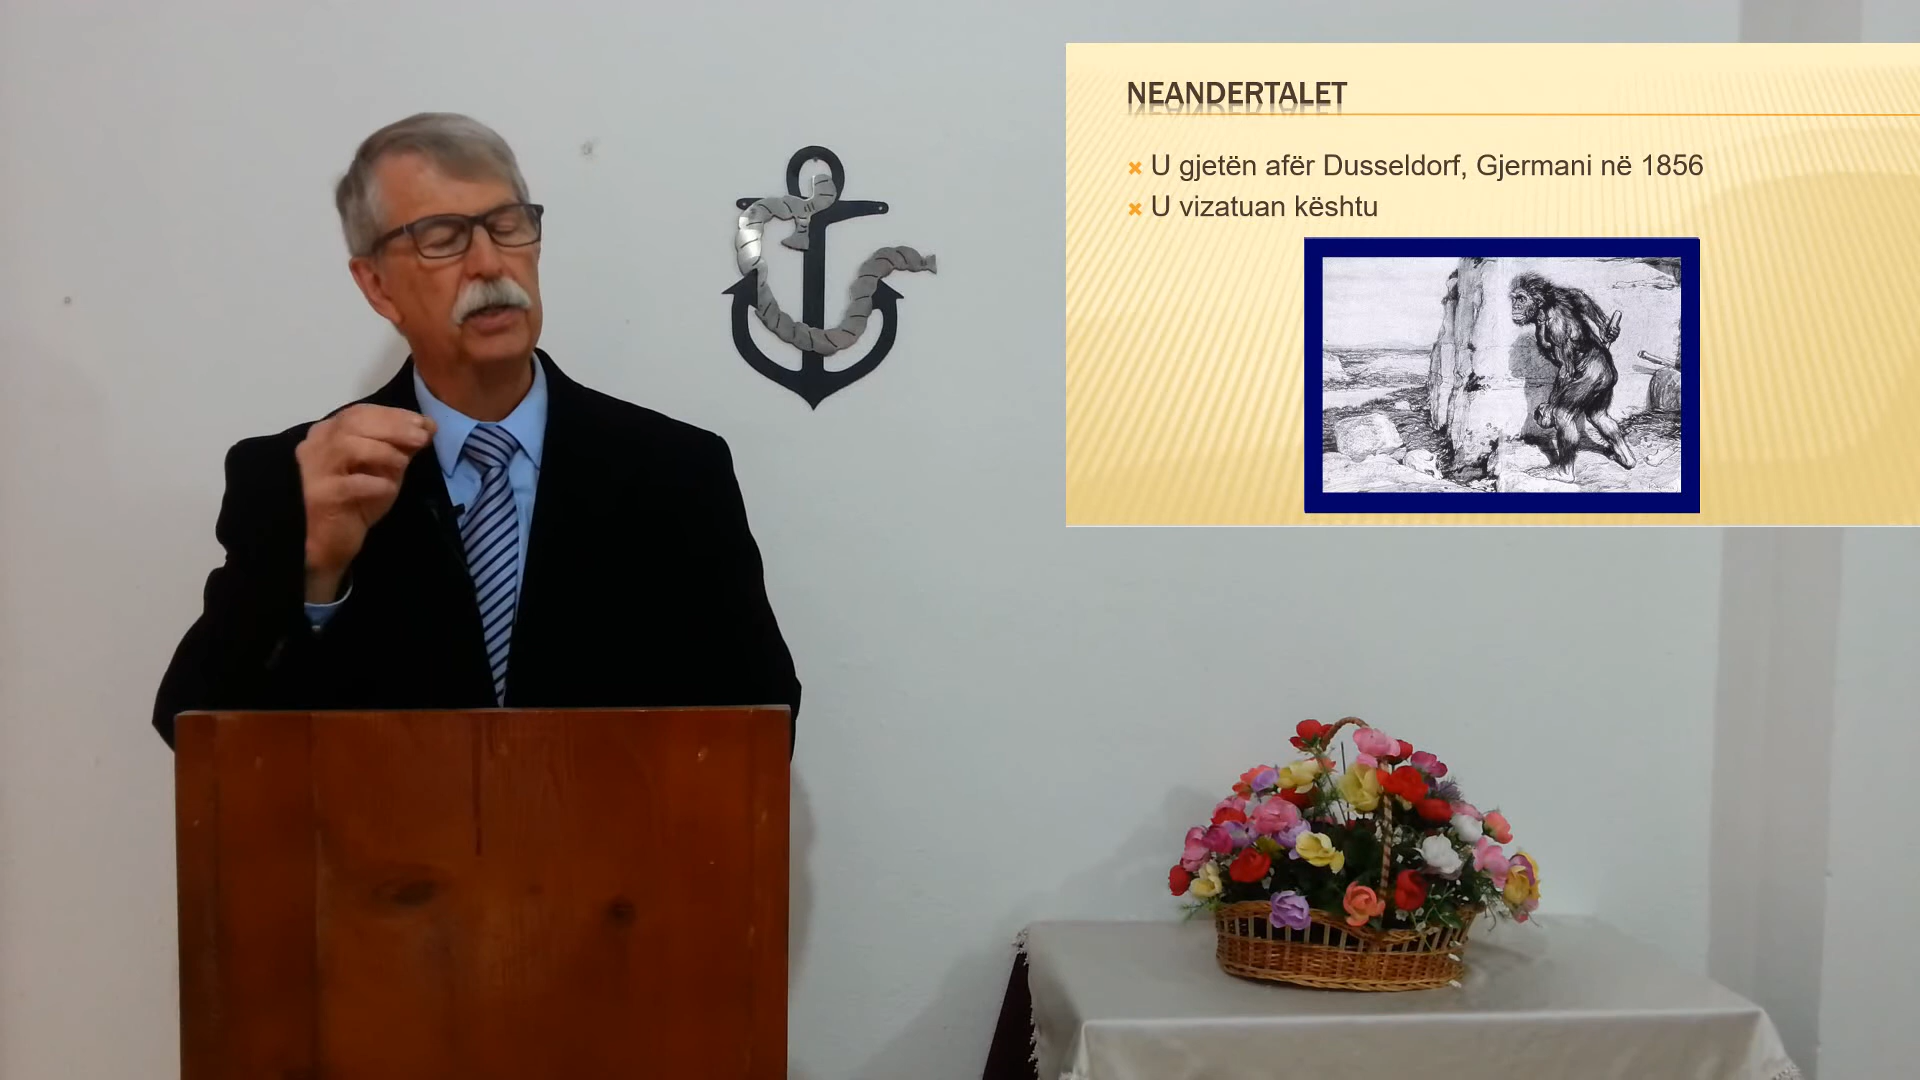 NEANDERTALET
U gjetën afër Dusseldorf, Gjermani në 1856
U vizatuan kështu